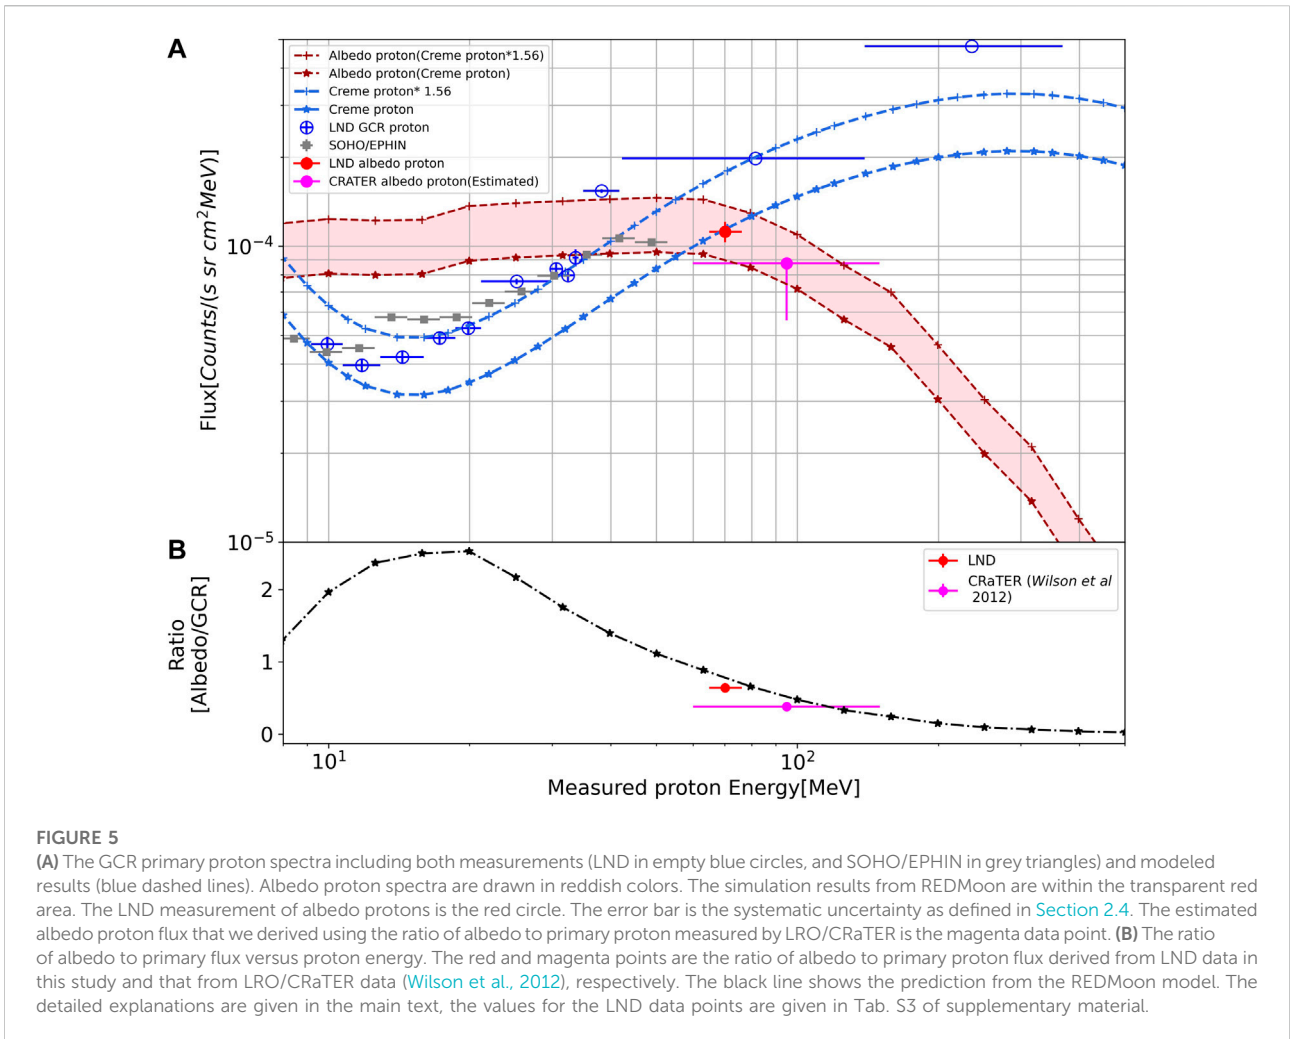 A
Albedo proton(Creme proton*1.56)
Albedo proton(Creme proton)
Creme proton* 1.56
Creme proton
LND GCR proton
SOHO/EPHIN
LND albedo proton
CRATER albedo proton(Estimated)
Flux[Counts/(s sr cm²MeV)]
10⁻⁴
10⁻⁵
B
LND
CRaTER (Wilson et al
2012)
Ratio
[Albedo/GCR]
2
1
0
10¹
10²
Measured proton Energy[MeV]
FIGURE 5
(A) The GCR primary proton spectra including both measurements (LND in empty blue circles, and SOHO/EPHIN in grey triangles) and modeled
results (blue dashed lines). Albedo proton spectra are drawn in reddish colors. The simulation results from REDMoon are within the transparent red
area. The LND measurement of albedo protons is the red circle. The error bar is the systematic uncertainty as defined in Section 2.4. The estimated
albedo proton flux that we derived using the ratio of albedo to primary proton measured by LRO/CRaTER is the magenta data point. (B) The ratio
of albedo to primary flux versus proton energy. The red and magenta points are the ratio of albedo to primary proton flux derived from LND data in
this study and that from LRO/CRaTER data (Wilson et al., 2012), respectively. The black line shows the prediction from the REDMoon model. The
detailed explanations are given in the main text, the values for the LND data points are given in Tab. S3 of supplementary material.